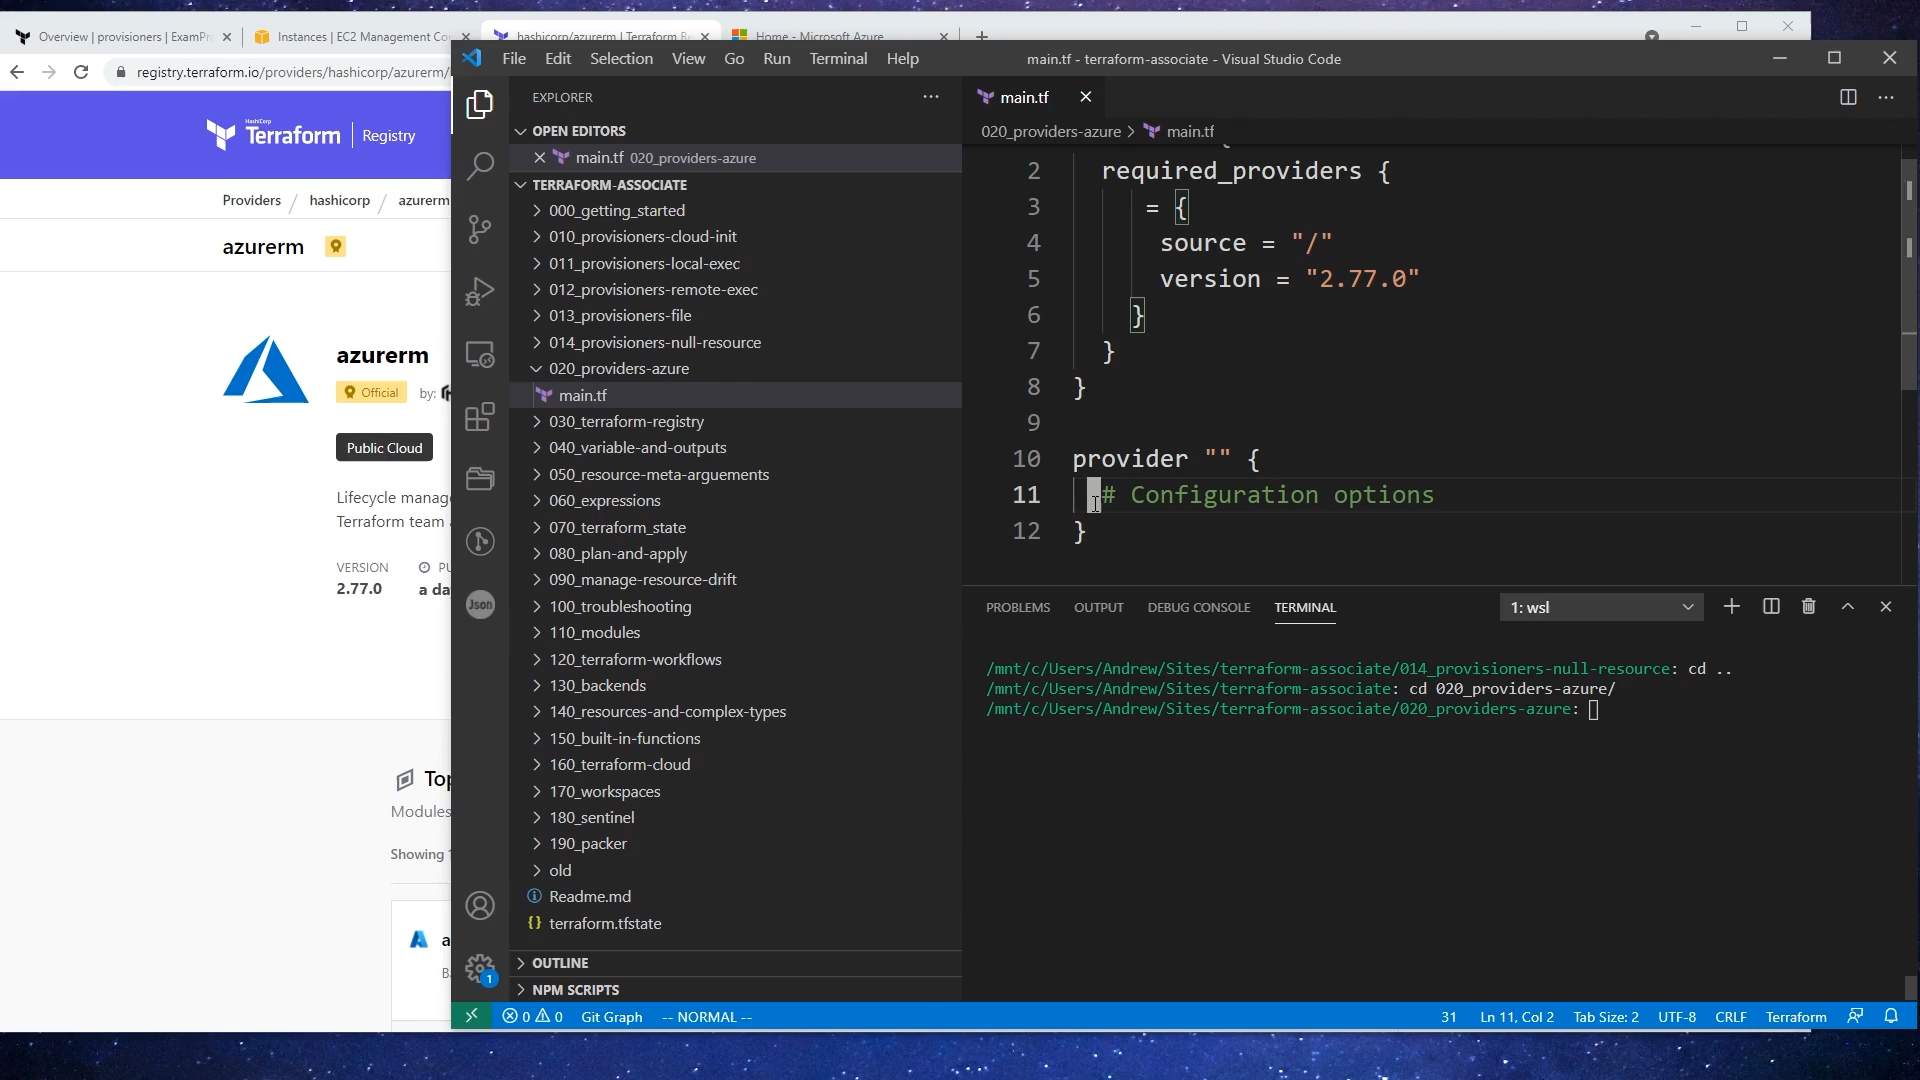 Overview | provisioners | ExamPr
Instances | EC2 Management Co
hashicorp/azurerm | Terraform Re
Home - Microsoft Azure
registry.terraform.io/providers/hashicorp/azurerm/
HashiCorp
Terraform
Registry
Providers / hashicorp / azurerm
azurerm
azurerm
Official
by:
Public Cloud
Lifecycle manag
Terraform team
VERSION
2.77.0
a da
Top
Modules
Showing
File Edit Selection View Go Run Terminal Help
main.tf - terraform-associate - Visual Studio Code
EXPLORER
OPEN EDITORS
main.tf 020_providers-azure
TERRAFORM-ASSOCIATE
000_getting_started
010_provisioners-cloud-init
011_provisioners-local-exec
012_provisioners-remote-exec
013_provisioners-file
014_provisioners-null-resource
020_providers-azure
main.tf
030_terraform-registry
040_variable-and-outputs
050_resource-meta-arguements
060_expressions
070_terraform_state
080_plan-and-apply
090_manage-resource-drift
100_troubleshooting
110_modules
120_terraform-workflows
130_backends
140_resources-and-complex-types
150_built-in-functions
160_terraform-cloud
170_workspaces
180_sentinel
190_packer
old
Readme.md
{} terraform.tfstate
OUTLINE
NPM SCRIPTS
Json
1
main.tf
020_providers-azure > main.tf
2 required_providers {
3 = {
4 source = "/"
5 version = "2.77.0"
6 }
7 }
8 }
9
10 provider "" {
11 # Configuration options
12 }
PROBLEMS OUTPUT DEBUG CONSOLE TERMINAL
1: wsl
/mnt/c/Users/Andrew/Sites/terraform-associate/014_provisioners-null-resource: cd ..
/mnt/c/Users/Andrew/Sites/terraform-associate: cd 020_providers-azure/
/mnt/c/Users/Andrew/Sites/terraform-associate/020_providers-azure:
0 0 Git Graph -- NORMAL --
31 Ln 11, Col 2 Tab Size: 2 UTF-8 CRLF Terraform